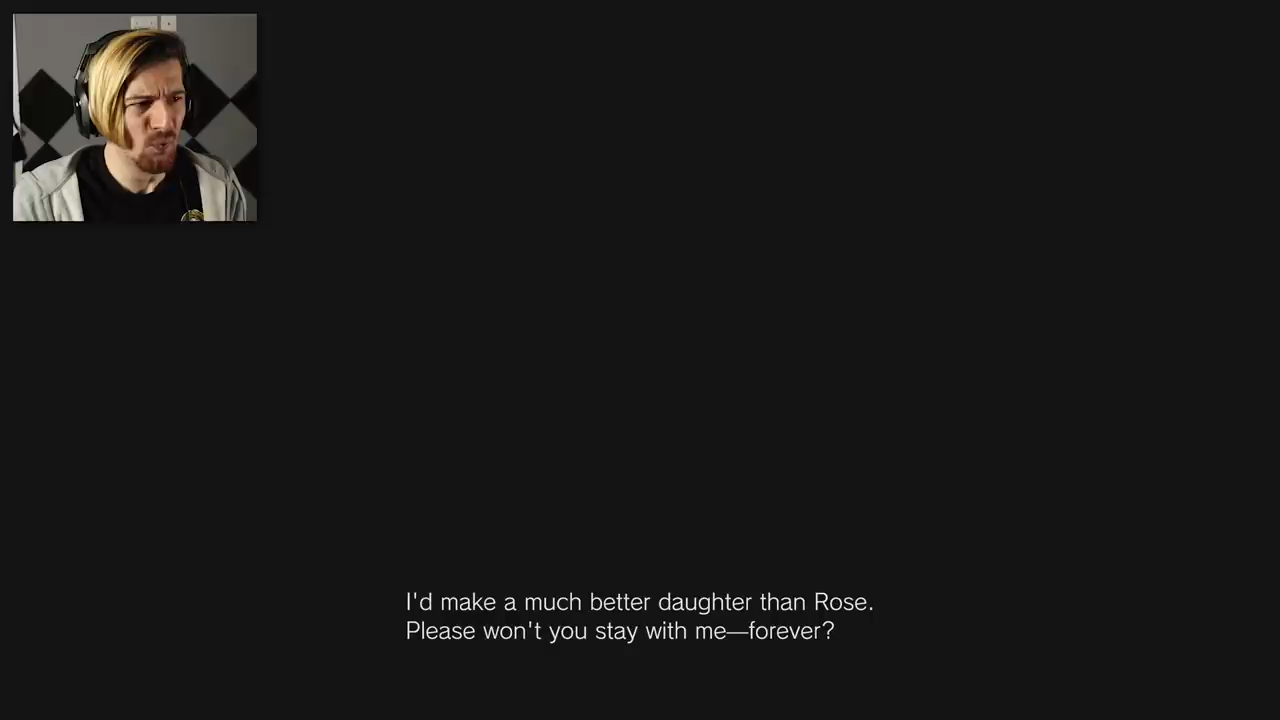 I'd make a much better daughter than Rose.
Please won't you stay with me—forever?